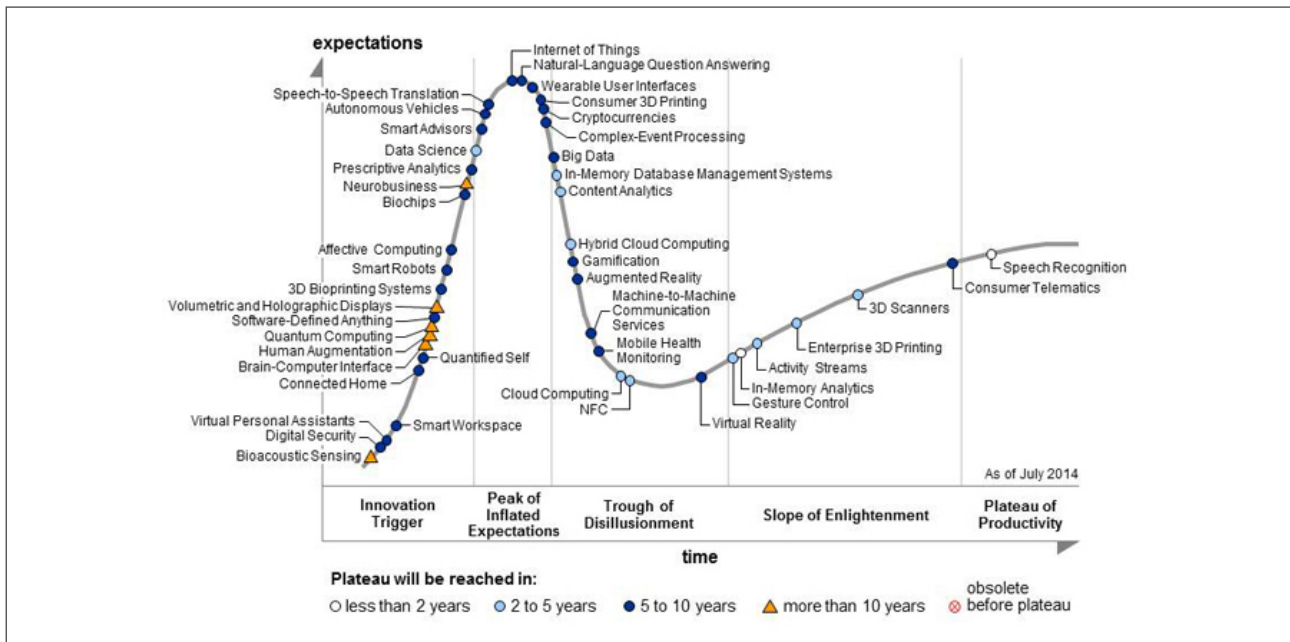 expectations
Internet of Things
Natural-Language Question Answering
Wearable User Interfaces
Speech-to-Speech Translation
Consumer 3D Printing
Autonomous Vehicles
Cryptocurrencies
Smart Advisors
Complex-Event Processing
Data Science
Big Data
Prescriptive Analytics
In-Memory Database Management Systems
Neurobusiness
Content Analytics
Biochips
Affective Computing
Hybrid Cloud Computing
Smart Robots
Gamification
Speech Recognition
3D Bioprinting Systems
Augmented Reality
Consumer Telematics
Volumetric and Holographic Displays
Machine-to-Machine
Communication
Services
3D Scanners
Software-Defined Anything
Quantum Computing
Human Augmentation
Mobile Health
Monitoring
Enterprise 3D Printing
Brain-Computer Interface
Quantified Self
Activity Streams
Connected Home
Cloud Computing
In-Memory Analytics
NFC
Gesture Control
Virtual Personal Assistants
Smart Workspace
Virtual Reality
Digital Security
Bioacoustic Sensing
As of July 2014
Innovation
Trigger
Peak of
Inflated
Expectations
Trough of
Disillusionment
Slope of Enlightenment
Plateau of
Productivity
time
Plateau will be reached in:
less than 2 years
2 to 5 years
5 to 10 years
more than 10 years
obsolete
before plateau